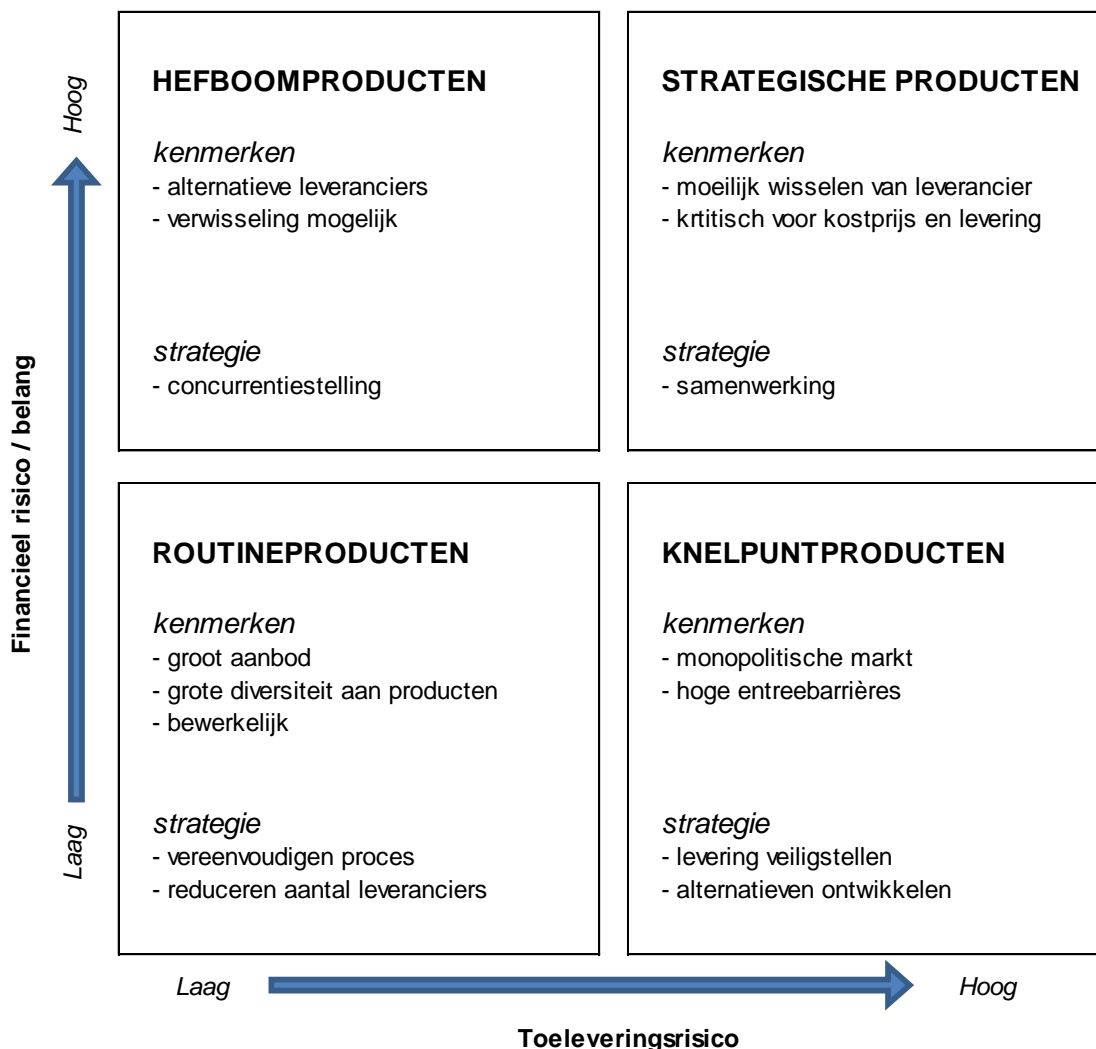 Hoog
HEFBOOMPRODUCTEN
kenmerken
- alternatieve leveranciers
- verwisseling mogelijk
strategie
- concurrentiestelling
STRATEGISCHE PRODUCTEN
kenmerken
- moeilijk wisselen van leverancier
- krtitisch voor kostprijs en levering
strategie
- samenwerking
Financieel risico / belang
ROUTINEPRODUCTEN
kenmerken
- groot aanbod
- grote diversiteit aan producten
- bewerkelijk
strategie
- vereenvoudigen proces
- reduceren aantal leveranciers
KNELPUNTPRODUCTEN
kenmerken
- monopolitische markt
- hoge entreebarrières
strategie
- levering veiligstellen
- alternatieven ontwikkelen
Laag
Laag
Hoog
Toeleveringsrisico